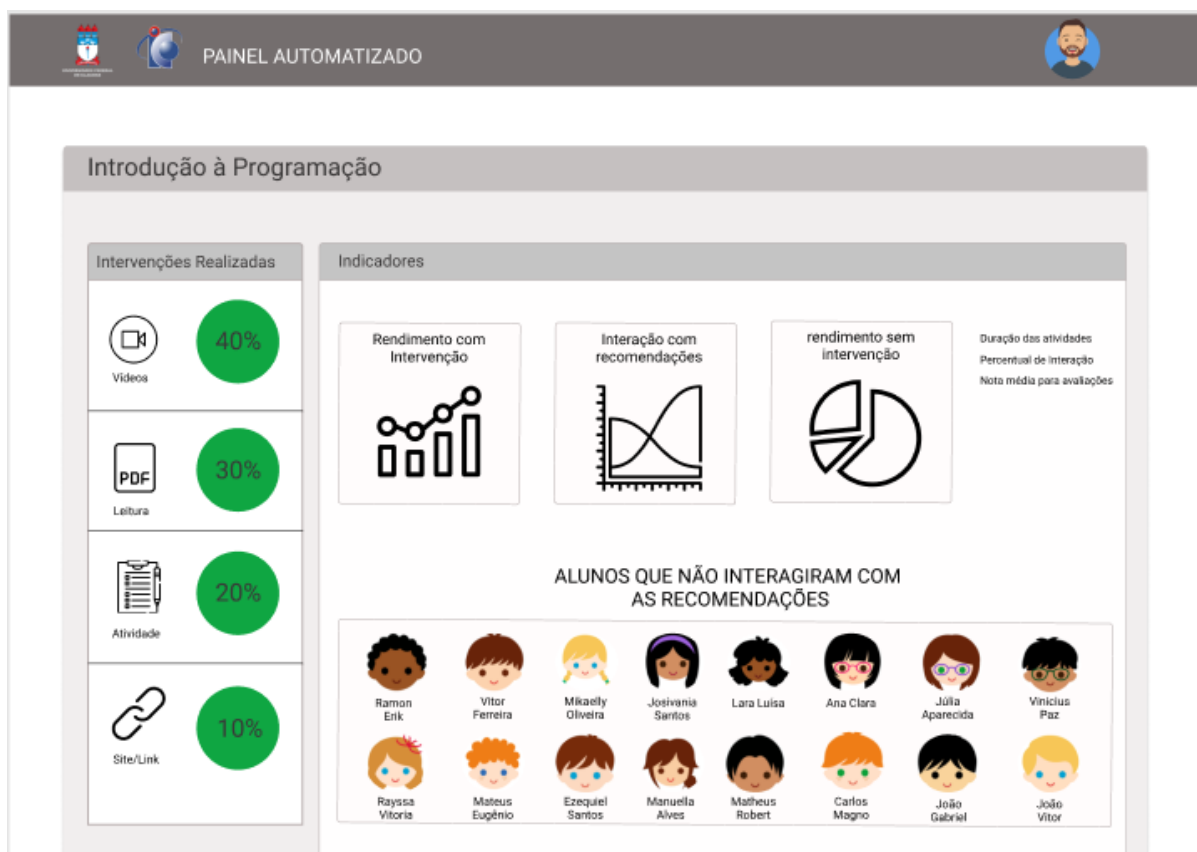 PAINEL AUTOMATIZADO
Introdução à Programação
Intervenções Realizadas
40%
Vídeos
PDF
30%
Leitura
20%
Atividade
10%
Site/Link
Indicadores
Rendimento com
Intervenção
Interação com
recomendações
rendimento sem
intervenção
Duração das atividades
Percentual de Interação
Nota média para avaliações
ALUNOS QUE NÃO INTERAGIRAM COM
AS RECOMENDAÇÕES
Ramon
Erik
Vitor
Ferreira
Mikaelly
Oliveira
Josivania
Santos
Lara Luisa
Ana Clara
Júlia
Aparecida
Vinicius
Paz
Rayssa
Vitoria
Mateus
Eugênio
Ezequiel
Santos
Manuella
Alves
Matheus
Robert
Carlos
Magno
João
Gabriel
João
Vitor